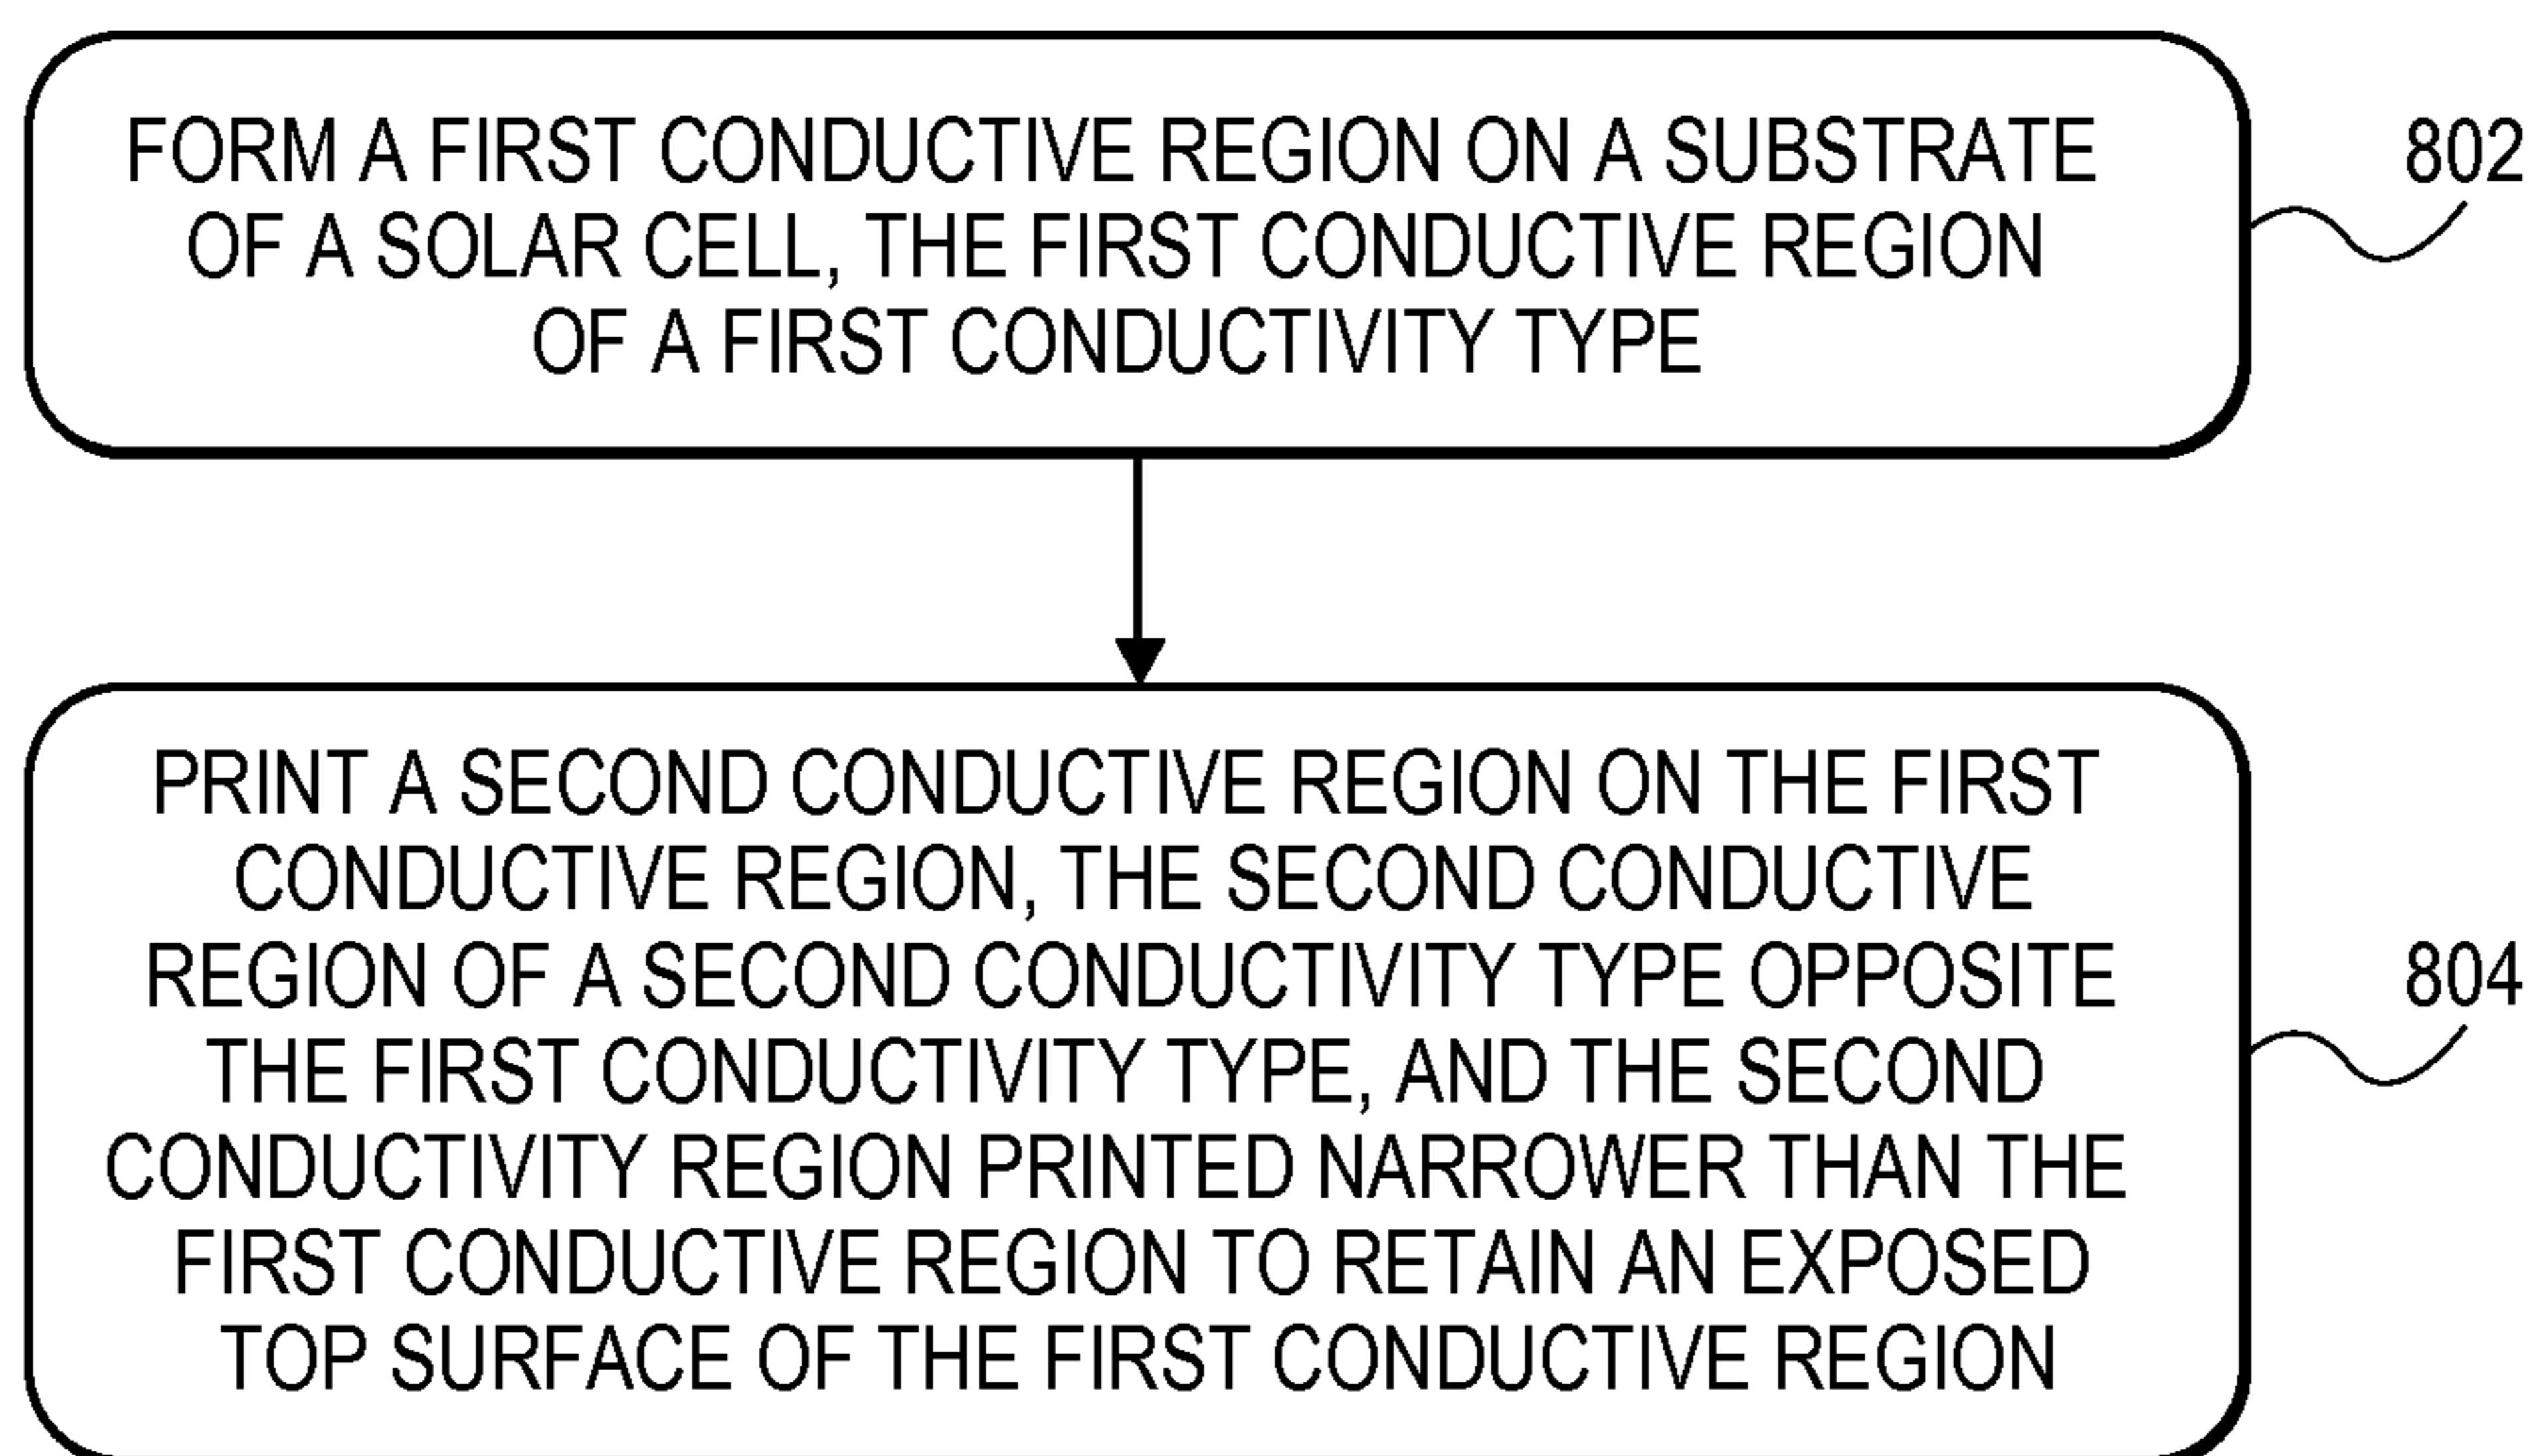 FORM A FIRST CONDUCTIVE REGION ON A SUBSTRATE
OF A SOLAR CELL, THE FIRST CONDUCTIVE REGION
OF A FIRST CONDUCTIVITY TYPE
802
PRINT A SECOND CONDUCTIVE REGION ON THE FIRST
CONDUCTIVE REGION, THE SECOND CONDUCTIVE
REGION OF A SECOND CONDUCTIVITY TYPE OPPOSITE
THE FIRST CONDUCTIVITY TYPE, AND THE SECOND
CONDUCTIVITY REGION PRINTED NARROWER THAN THE
FIRST CONDUCTIVE REGION TO RETAIN AN EXPOSED
TOP SURFACE OF THE FIRST CONDUCTIVE REGION
804